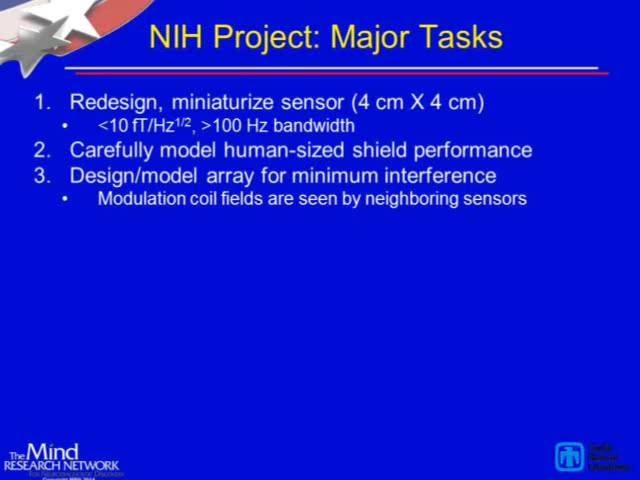 NIH Project: Major Tasks
1. Redesign, miniaturize sensor (4 cm X 4 cm)
• <10 fT/Hz1/2, >100 Hz bandwidth
2. Carefully model human-sized shield performance
3. Design/model array for minimum interference
• Modulation coil fields are seen by neighboring sensors
The Mind
RESEARCH NETWORK